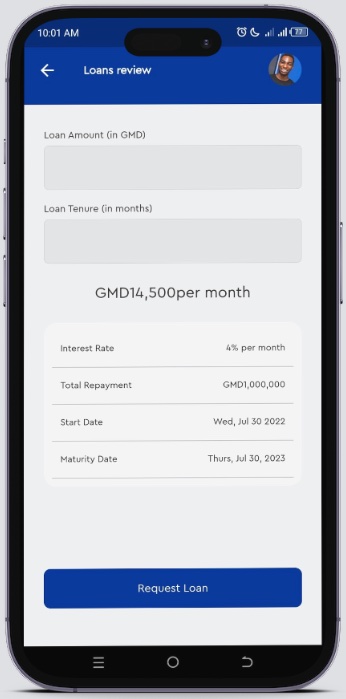 10:01 AM
77
Loans review
Loan Amount (in GMD)
Loan Tenure (in months)
GMD14,500per month
Interest Rate 4% per month
Total Repayment GMD1,000,000
Start Date Wed, Jul 30 2022
Maturity Date Thurs, Jul 30, 2023
Request Loan